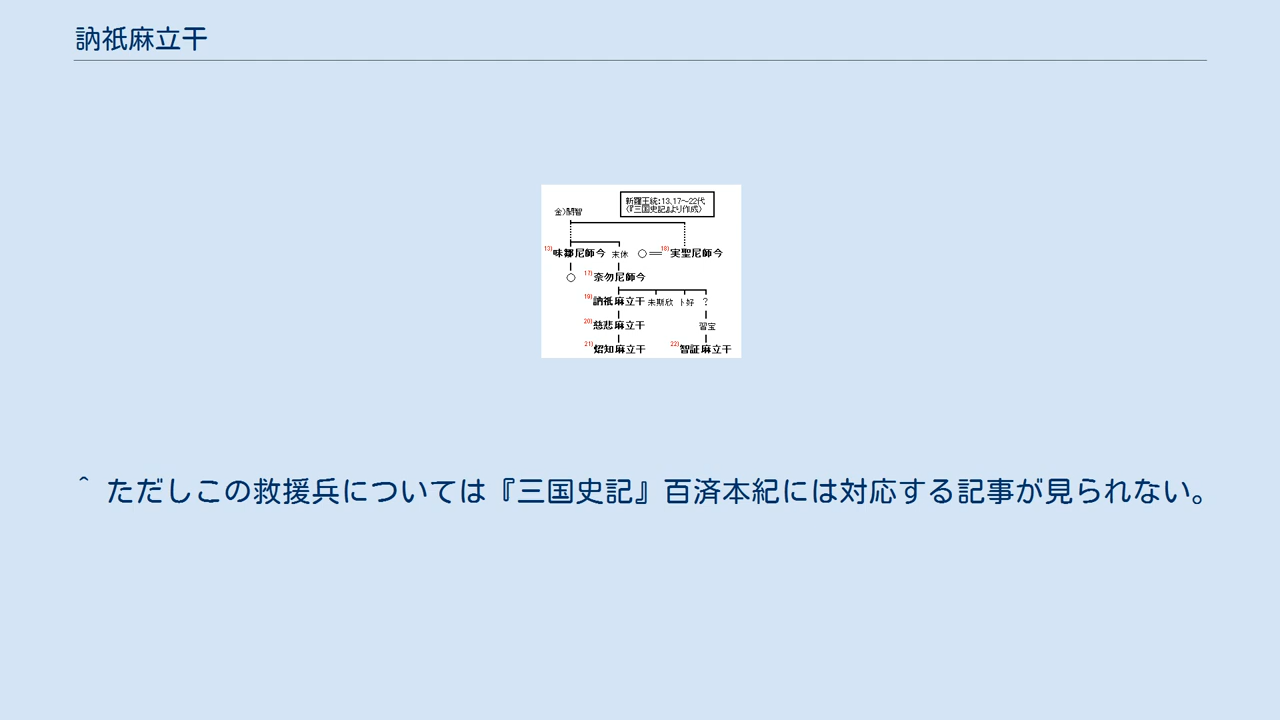 訥祇麻立干
新羅王統:13,17～22代
(『三国史記』より作成)
金)閼智
13)味鄒尼師今 末仇 ○ 18)実聖尼師今
○ 17)奈勿尼師今
19)訥祇麻立干 未期欣 卜好 ?
20)慈悲麻立干 習宝
21)炤知麻立干 22)智証麻立干
^ ただしこの救援兵については『三国史記』百済本紀には対応する記事が見られない。